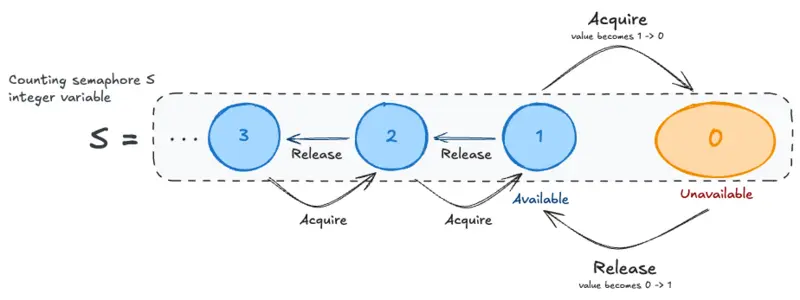 Acquire
value becomes 1 -> 0
Counting semaphore S
integer variable
S =
... 3 2 1 0
Release Release
Acquire Acquire
Available Unavailable
Release
value becomes 0 -> 1